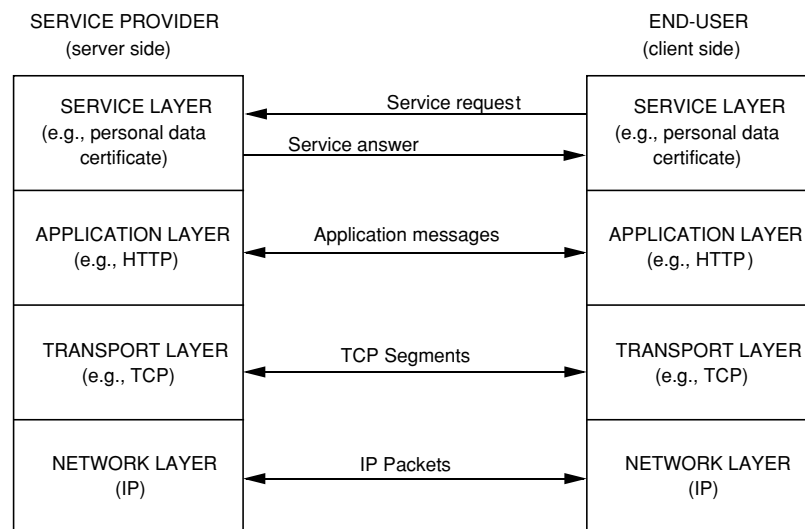 SERVICE PROVIDER
(server side)
END-USER
(client side)
SERVICE LAYER
(e.g., personal data
certificate)
Service request
Service answer
SERVICE LAYER
(e.g., personal data
certificate)
APPLICATION LAYER
(e.g., HTTP)
Application messages
APPLICATION LAYER
(e.g., HTTP)
TRANSPORT LAYER
(e.g., TCP)
TCP Segments
TRANSPORT LAYER
(e.g., TCP)
NETWORK LAYER
(IP)
IP Packets
NETWORK LAYER
(IP)